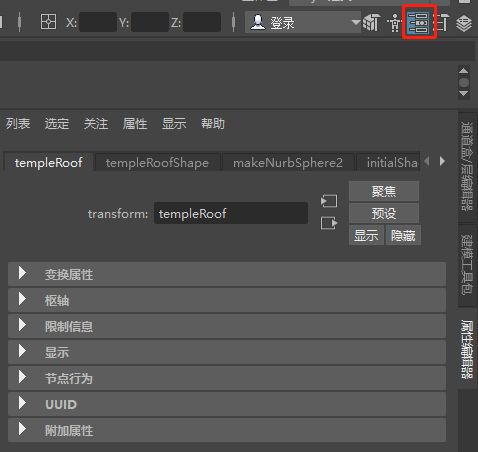 X: Y: Z: 登录
列表 选定 关注 属性 显示 帮助
templeRoof templeRoofShape makeNurbSphere2 initialSha
transform: templeRoof
聚焦
预设
显示 隐藏
变换属性
枢轴
限制信息
显示
节点行为
UUID
附加属性
通道盒/层编辑器
建模工具包
属性编辑器